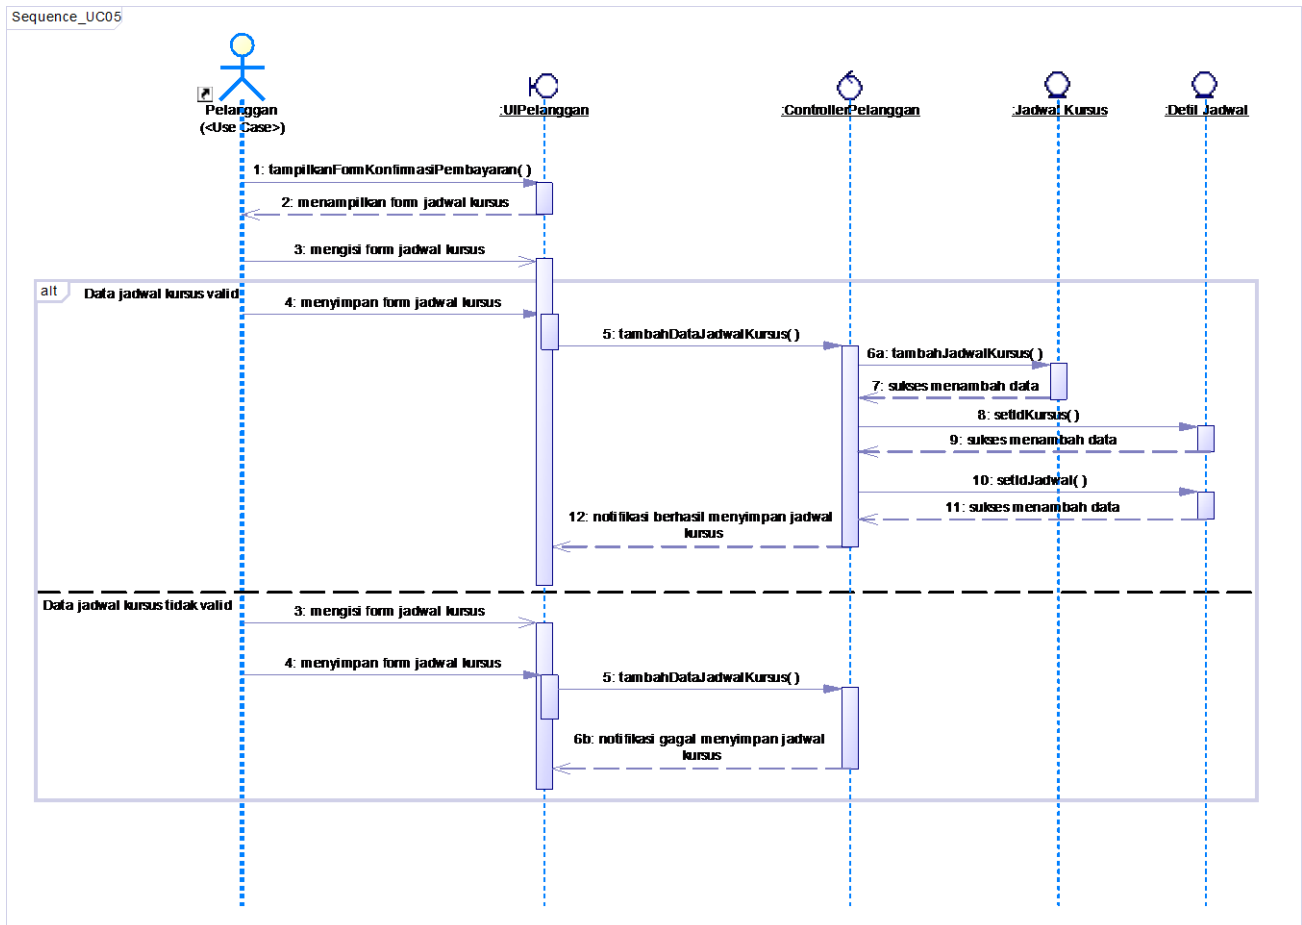 Sequence_UC05
Pelanggan
(<Use Case>)
:UIPelanggan
:ControllerPelanggan
:Jadwal Kursus
:Detil Jadwal
1: tampilkanFormKonfirmasiPembayaran( )
2: menampilkan form jadwal kursus
3: mengisi form jadwal kursus
alt
Data jadwal kursus valid
4: menyimpan form jadwal kursus
5: tambahDataJadwalKursus( )
6a: tambahJadwalKursus( )
7: sukses menambah data
8: setIdKursus( )
9: sukses menambah data
10: setIdJadwal( )
11: sukses menambah data
12: notifikasi berhasil menyimpan jadwal
kursus
Data jadwal kursus tidak valid
3: mengisi form jadwal kursus
4: menyimpan form jadwal kursus
5: tambahDataJadwalKursus( )
6b: notifikasi gagal menyimpan jadwal
kursus